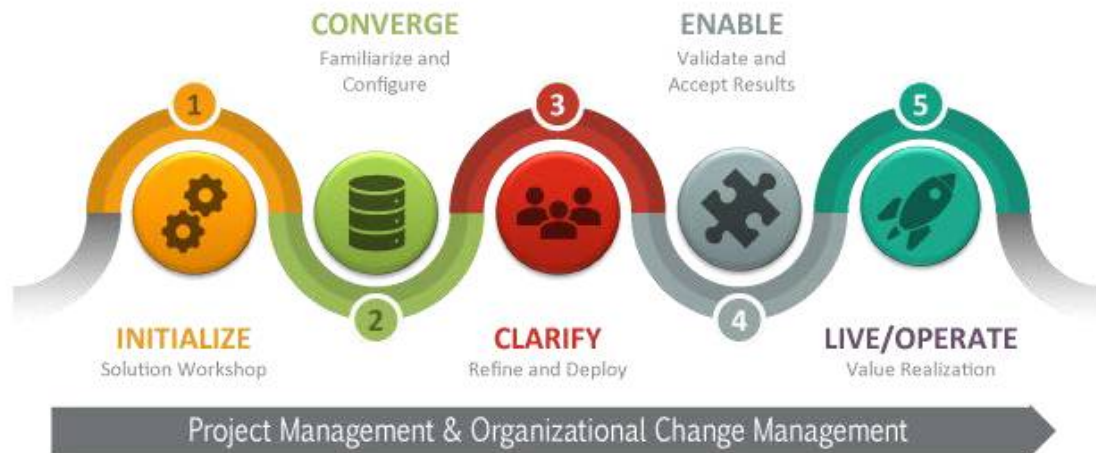 CONVERGE
Familiarize and
Configure
ENABLE
Validate and
Accept Results
1
3
5
2
4
INITIALIZE
Solution Workshop
CLARIFY
Refine and Deploy
LIVE/OPERATE
Value Realization
Project Management & Organizational Change Management